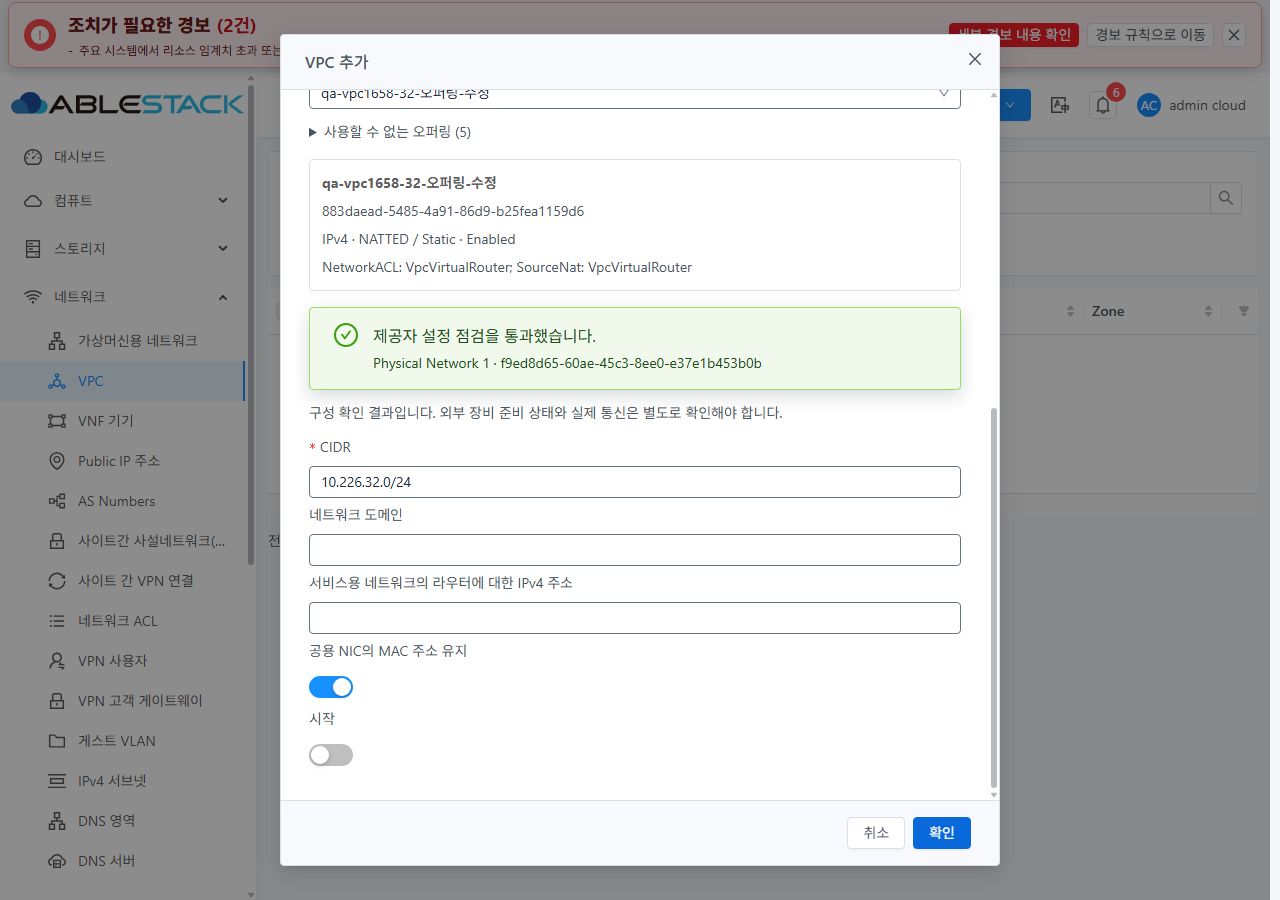 조치가 필요한 경보 (2건)
- 주요 시스템에서 리소스 임계치 초과 또는
세부 경보 내용 확인
경보 규칙으로 이동
ABLESTACK
6
AC
admin cloud
대시보드
컴퓨트
스토리지
네트워크
가상머신용 네트워크
VPC
VNF 기기
Public IP 주소
AS Numbers
사이트간 사설네트워크(...
사이트 간 VPN 연결
네트워크 ACL
VPN 사용자
VPN 고객 게이트웨이
게스트 VLAN
IPv4 서브넷
DNS 영역
DNS 서버
Zone
VPC 추가
qa-vpc1658-32-오퍼링-수정
사용할 수 없는 오퍼링 (5)
qa-vpc1658-32-오퍼링-수정
883daead-5485-4a91-86d9-b25fea1159d6
IPv4 · NATTED / Static · Enabled
NetworkACL: VpcVirtualRouter; SourceNat: VpcVirtualRouter
제공자 설정 점검을 통과했습니다.
Physical Network 1 · f9ed8d65-60ae-45c3-8ee0-e37e1b453b0b
구성 확인 결과입니다. 외부 장비 준비 상태와 실제 통신은 별도로 확인해야 합니다.
* CIDR
10.226.32.0/24
네트워크 도메인
서비스용 네트워크의 라우터에 대한 IPv4 주소
공용 NIC의 MAC 주소 유지
시작
취소
확인